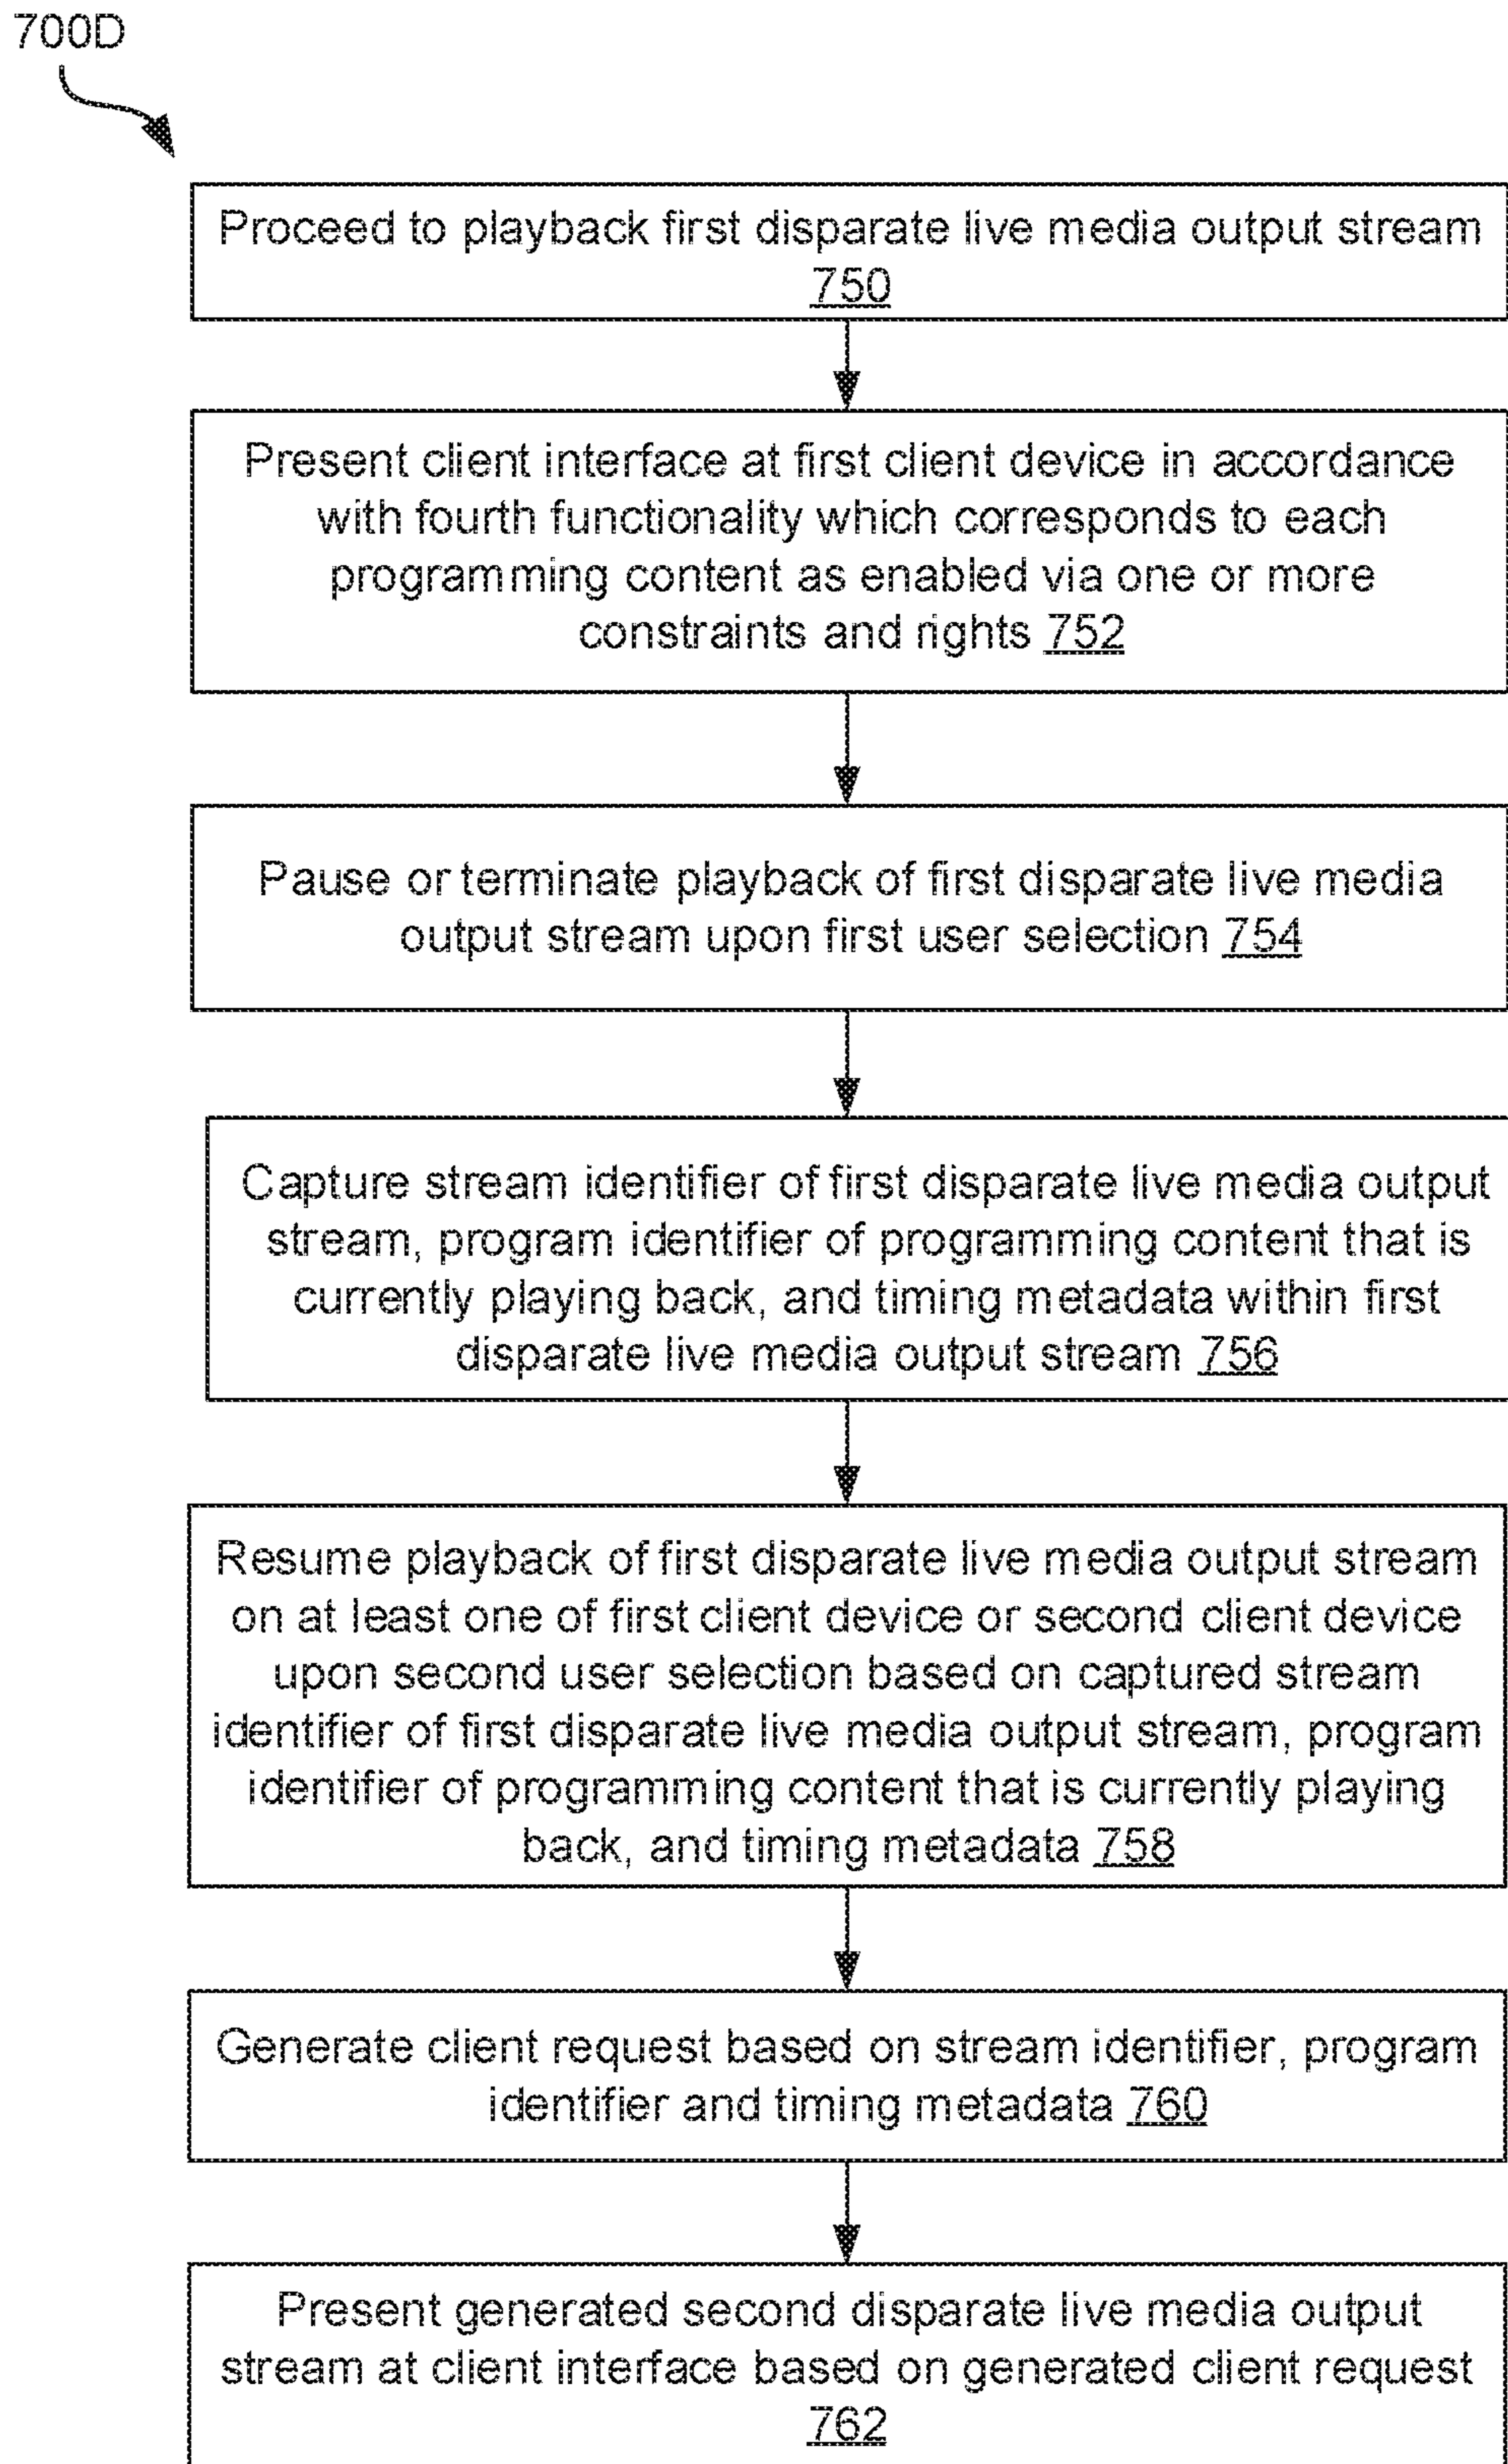 700D
Proceed to playback first disparate live media output stream
750
Present client interface at first client device in accordance
with fourth functionality which corresponds to each
programming content as enabled via one or more
constraints and rights 752
Pause or terminate playback of first disparate live media
output stream upon first user selection 754
Capture stream identifier of first disparate live media output
stream, program identifier of programming content that is
currently playing back, and timing metadata within first
disparate live media output stream 756
Resume playback of first disparate live media output stream
on at least one of first client device or second client device
upon second user selection based on captured stream
identifier of first disparate live media output stream, program
identifier of programming content that is currently playing
back, and timing metadata 758
Generate client request based on stream identifier, program
identifier and timing metadata 760
Present generated second disparate live media output
stream at client interface based on generated client request
762